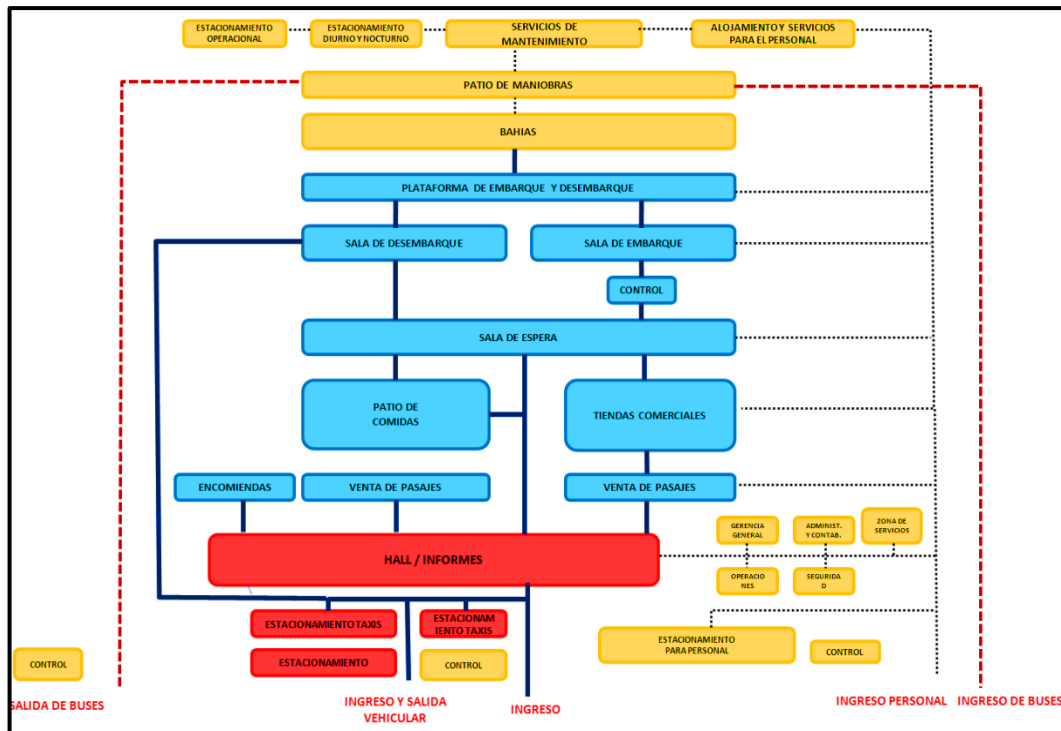 ESTACIONAMIENTO
OPERACIONAL
ESTACIONAMIENTO
DIURNO Y NOCTURNO
SERVICIOS DE
MANTENIMIENTO
ALOJAMIENTO Y SERVICIOS
PARA EL PERSONAL
PATIO DE MANIOBRAS
BAHIAS
PLATAFORMA DE EMBARQUE Y DESEMBARQUE
SALA DE DESEMBARQUE
SALA DE EMBARQUE
CONTROL
SALA DE ESPERA
PATIO DE
COMIDAS
TIENDAS COMERCIALES
ENCOMIENDAS
VENTA DE PASAJES
VENTA DE PASAJES
GERENCIA
GENERAL
ADMINIST.
Y CONTAB.
ZONA DE
SERVICIOS
HALL / INFORMES
OPERACIO
NES
SEGURIDA
D
ESTACIONAMIENTO TAXIS
ESTACIONAM
IENTO TAXIS
ESTACIONAMIENTO
PARA PERSONAL
CONTROL
CONTROL
ESTACIONAMIENTO
CONTROL
SALIDA DE BUSES
INGRESO Y SALIDA
VEHICULAR
INGRESO
INGRESO PERSONAL
INGRESO DE BUSES